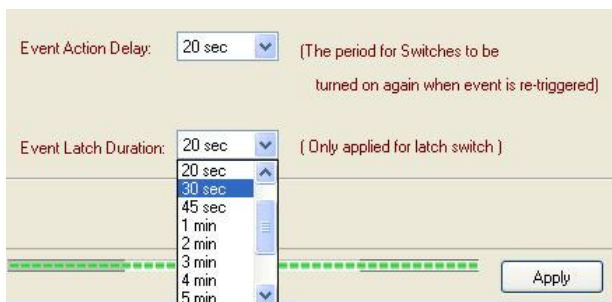 Event Action Delay: 20 sec (The period for Switches to be
turned on again when event is re-triggered)
Event Latch Duration: 20 sec ( Only applied for latch switch )
20 sec
30 sec
45 sec
1 min
2 min
3 min
4 min
5 min
Apply